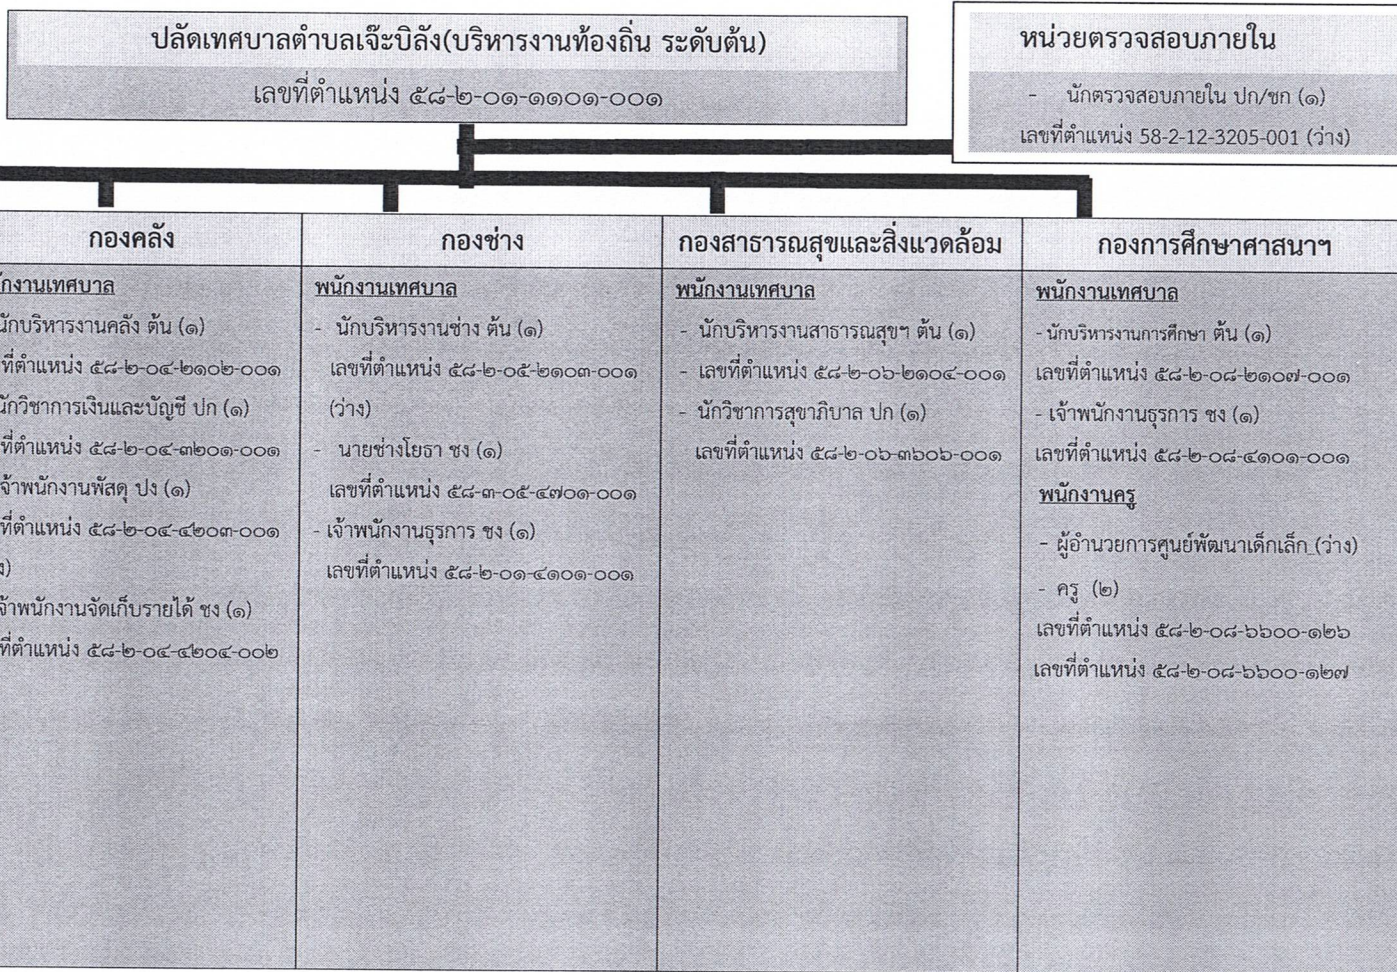 ปลัดเทศบาลตำบลเจ๊ะบิลัง(บริหารงานท้องถิ่น ระดับต้น)
เลขที่ตำแหน่ง ๕๘-๒-๐๑-๑๑๐๑-๐๐๑
หน่วยตรวจสอบภายใน
- นักตรวจสอบภายใน ปก/ชก (๑)
เลขที่ตำแหน่ง 58-2-12-3205-001 (ว่าง)
กองคลัง
นักงานเทศบาล
นักบริหารงานคลัง ต้น (๑)
ที่ตำแหน่ง ๕๘-๒-๐๔-๒๑๐๒-๐๐๑
นักวิชาการเงินและบัญชี ปก (๑)
ที่ตำแหน่ง ๕๘-๒-๐๔-๓๒๐๑-๐๐๑
จ้าพนักงานพัสดุ ปง (๑)
ที่ตำแหน่ง ๕๘-๒-๐๔-๔๒๐๓-๐๐๑
ง)
จ้าพนักงานจัดเก็บรายได้ ชง (๑)
ที่ตำแหน่ง ๕๘-๒-๐๔-๔๒๐๔-๐๐๒
กองช่าง
พนักงานเทศบาล
- นักบริหารงานช่าง ต้น (๑)
เลขที่ตำแหน่ง ๕๘-๒-๐๕-๒๑๐๓-๐๐๑
(ว่าง)
- นายช่างโยธา ชง (๑)
เลขที่ตำแหน่ง ๕๘-๓-๐๕-๔๗๐๑-๐๐๑
- เจ้าพนักงานธุรการ ชง (๑)
เลขที่ตำแหน่ง ๕๘-๒-๐๑-๔๑๐๑-๐๐๑
กองสาธารณสุขและสิ่งแวดล้อม
พนักงานเทศบาล
- นักบริหารงานสาธารณสุขฯ ต้น (๑)
- เลขที่ตำแหน่ง ๕๘-๒-๐๖-๒๑๐๔-๐๐๑
- นักวิชาการสุขาภิบาล ปก (๑)
เลขที่ตำแหน่ง ๕๘-๒-๐๖-๓๖๐๖-๐๐๑
กองการศึกษาศาสนาฯ
พนักงานเทศบาล
- นักบริหารงานการศึกษา ต้น (๑)
เลขที่ตำแหน่ง ๕๘-๒-๐๘-๒๑๐๗-๐๐๑
- เจ้าพนักงานธุรการ ชง (๑)
เลขที่ตำแหน่ง ๕๘-๒-๐๘-๔๑๐๑-๐๐๑
พนักงานครู
- ผู้อำนวยการศูนย์พัฒนาเด็กเล็ก (ว่าง)
- ครู (๒)
เลขที่ตำแหน่ง ๕๘-๒-๐๘-๖๖๐๐-๑๒๖
เลขที่ตำแหน่ง ๕๘-๒-๐๘-๖๖๐๐-๑๒๗